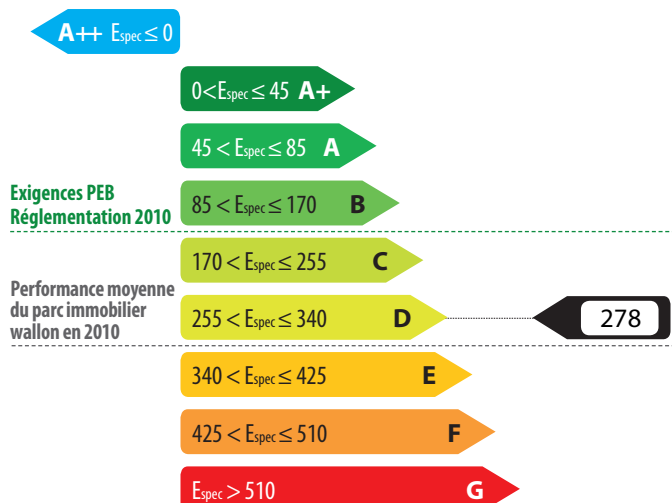 A++ Espec ≤ 0
0<Espec ≤ 45 A+
45 < Espec ≤ 85 A
Exigences PEB
Réglementation 2010
85 < Espec ≤ 170 B
170 < Espec ≤ 255 C
Performance moyenne
du parc immobilier
wallon en 2010
255 < Espec ≤ 340 D
278
340 < Espec ≤ 425 E
425 < Espec ≤ 510 F
Espec > 510 G